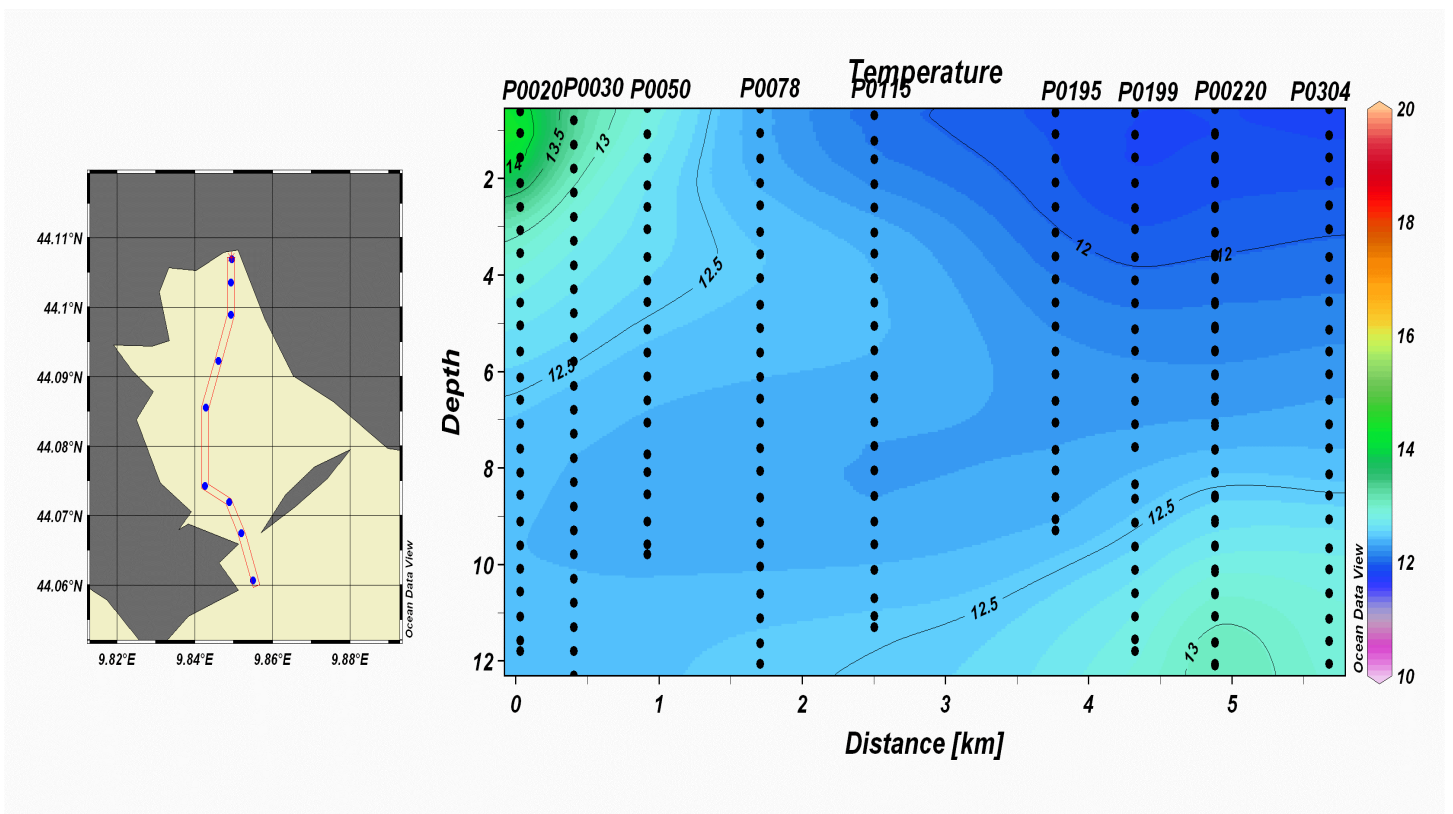 Temperature
P0020 P0030 P0050 P0078 P0115 P0195 P0199 P00220 P0304
44.11°N
44.1°N
44.09°N
44.08°N
44.07°N
44.06°N
9.82°E 9.84°E 9.86°E 9.88°E
Ocean Data View
Depth
2
4
6
8
10
12
14
13.5
13
12.5
12.5
12
12
12.5
12.5
13
0 1 2 3 4 5
Distance [km]
20
18
16
14
12
10
Ocean Data View